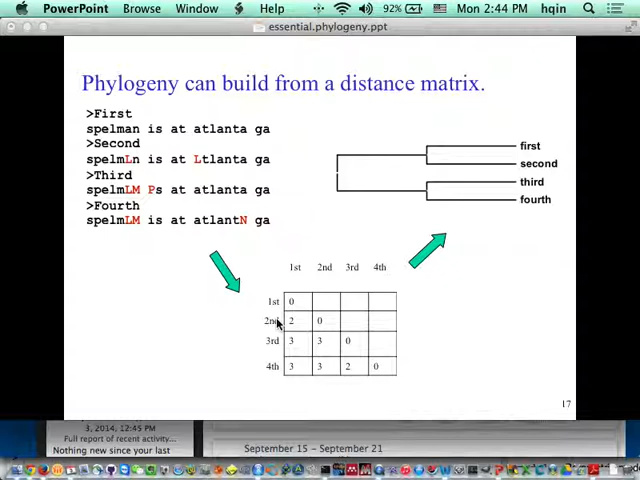 PowerPoint Browse Window Help 92% Mon 2:44 PM hqin
essential.phylogeny.ppt
Phylogeny can build from a distance matrix.
>First
spelman is at atlanta ga
>Second
spelmLn is at Ltlanta ga
>Third
spelmLM Ps at atlanta ga
>Fourth
spelmLM is at atlantN ga
first
second
third
fourth
1st 2nd 3rd 4th
1st 0
2nd 2 0
3rd 3 3 0
4th 3 3 2 0
17
3, 2014, 12:45 PM
Full report of recent activity...
Nothing new since your last
September 15 – September 21